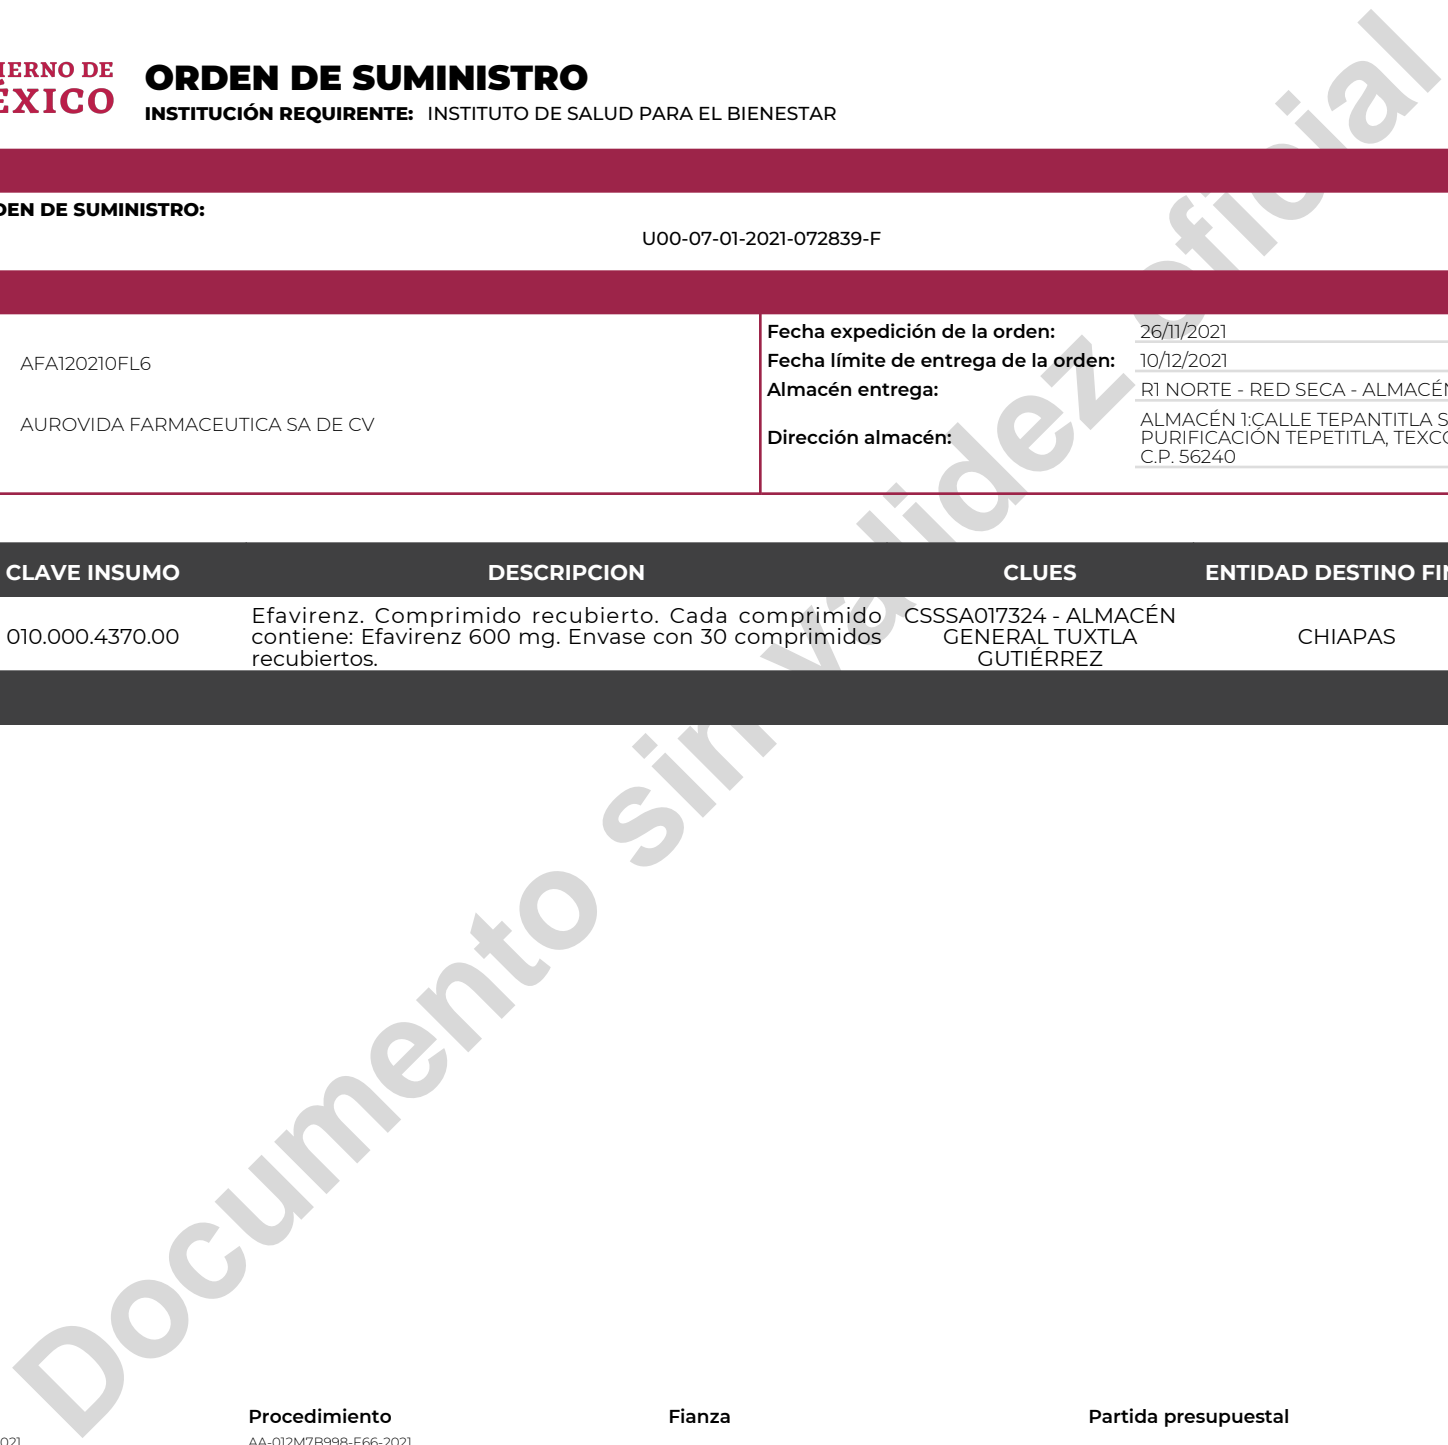 IERNO DE
ÉXICO
ORDEN DE SUMINISTRO
INSTITUCIÓN REQUIRENTE: INSTITUTO DE SALUD PARA EL BIENESTAR
DEN DE SUMINISTRO:
U00-07-01-2021-072839-F
AFA120210FL6
AUROVIDA FARMACEUTICA SA DE CV
Fecha expedición de la orden: 26/11/2021
Fecha límite de entrega de la orden: 10/12/2021
Almacén entrega: R1 NORTE - RED SECA - ALMACÉN
Dirección almacén:
ALMACÉN 1:CALLE TEPANTITLA S
PURIFICACIÓN TEPETITLA, TEXCO
C.P. 56240
CLAVE INSUMO DESCRIPCION CLUES ENTIDAD DESTINO FIN
010.000.4370.00
Efavirenz. Comprimido recubierto. Cada comprimido
contiene: Efavirenz 600 mg. Envase con 30 comprimidos
recubiertos.
CSSSA017324 - ALMACÉN
GENERAL TUXTLA
GUTIÉRREZ
CHIAPAS
Documento sin validez oficial
Procedimiento Fianza Partida presupuestal
021 AA-012M7B998-E66-2021